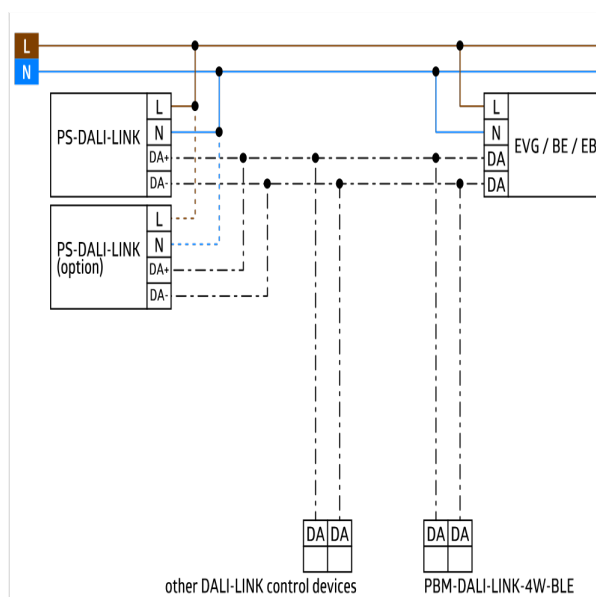 L
N
PS-DALI-LINK
L
N
DA+
DA-
L
N
DA
DA
EVG / BE / EB
PS-DALI-LINK
(option)
L
N
DA+
DA-
DA DA
DA DA
other DALI-LINK control devices
PBM-DALI-LINK-4W-BLE